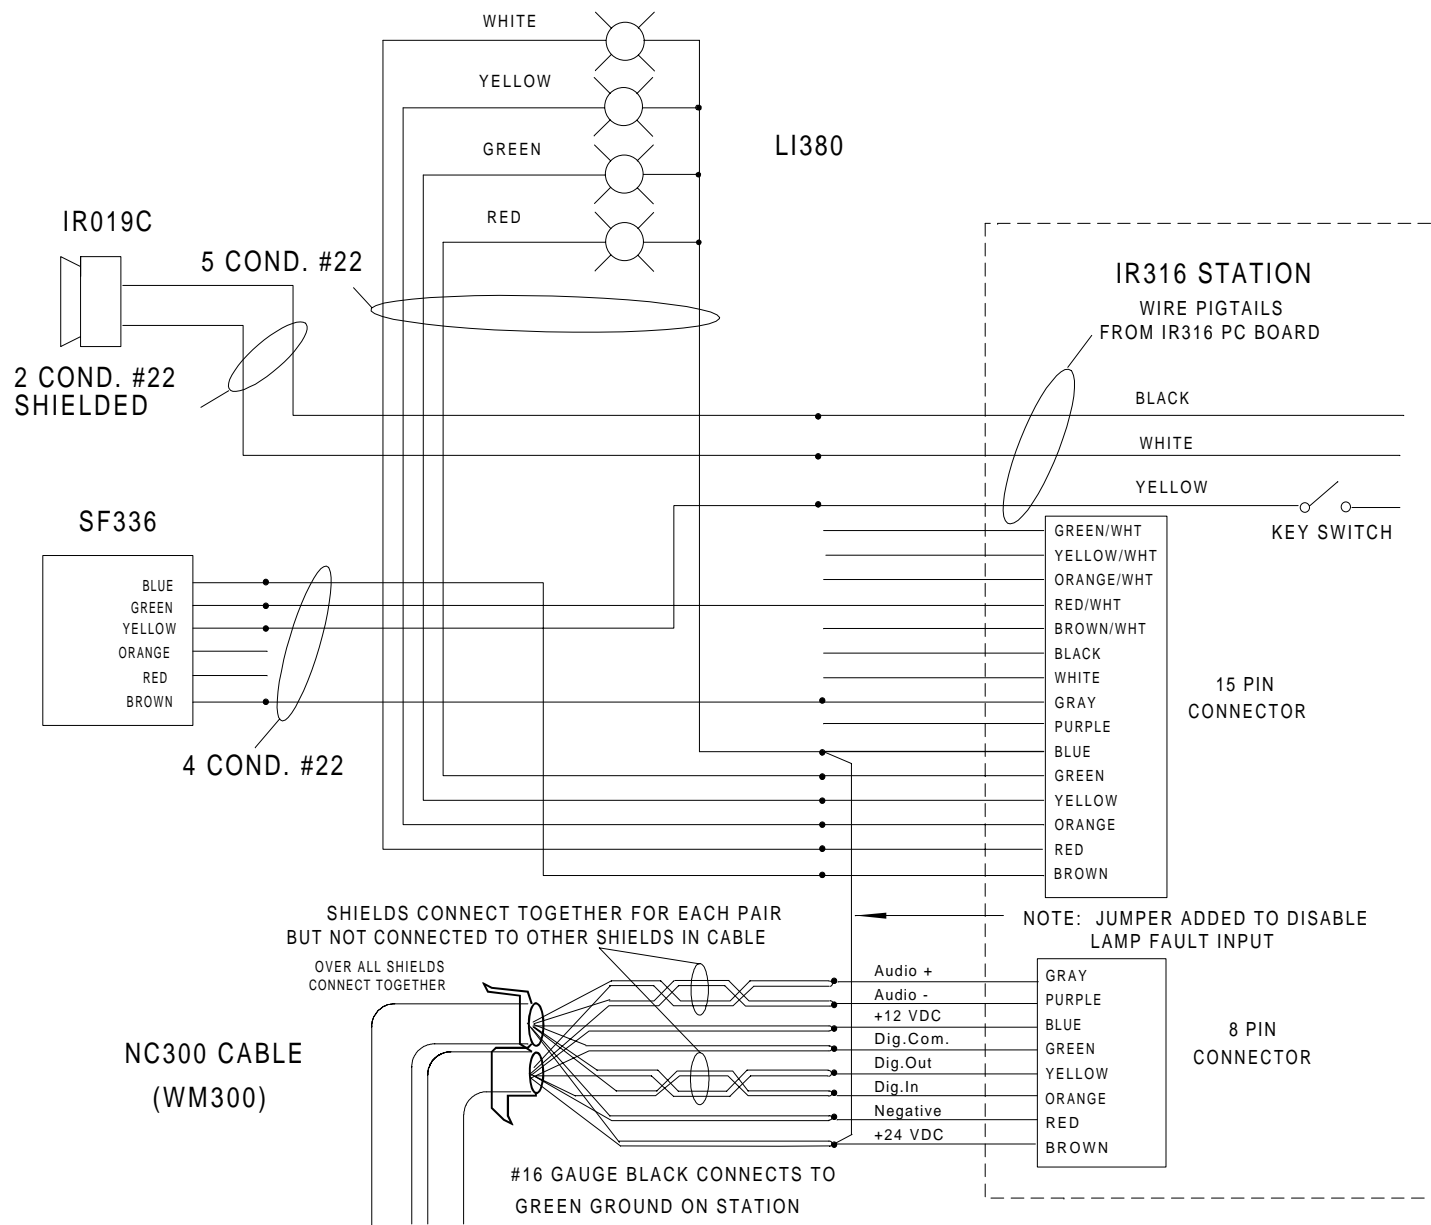 WHITE
YELLOW
GREEN
RED
LI380
IR019C
5 COND. #22
2 COND. #22
SHIELDED
IR316 STATION
WIRE PIGTAILS
FROM IR316 PC BOARD
BLACK
WHITE
YELLOW
KEY SWITCH
SF336
BLUE
GREEN
YELLOW
ORANGE
RED
BROWN
4 COND. #22
GREEN/WHT
YELLOW/WHT
ORANGE/WHT
RED/WHT
BROWN/WHT
BLACK
WHITE
GRAY
PURPLE
BLUE
GREEN
YELLOW
ORANGE
RED
BROWN
15 PIN
CONNECTOR
SHIELDS CONNECT TOGETHER FOR EACH PAIR
BUT NOT CONNECTED TO OTHER SHIELDS IN CABLE
OVER ALL SHIELDS
CONNECT TOGETHER
NOTE: JUMPER ADDED TO DISABLE
LAMP FAULT INPUT
NC300 CABLE
(WM300)
Audio +
Audio -
+12 VDC
Dig.Com.
Dig.Out
Dig.In
Negative
+24 VDC
GRAY
PURPLE
BLUE
GREEN
YELLOW
ORANGE
RED
BROWN
8 PIN
CONNECTOR
#16 GAUGE BLACK CONNECTS TO
GREEN GROUND ON STATION